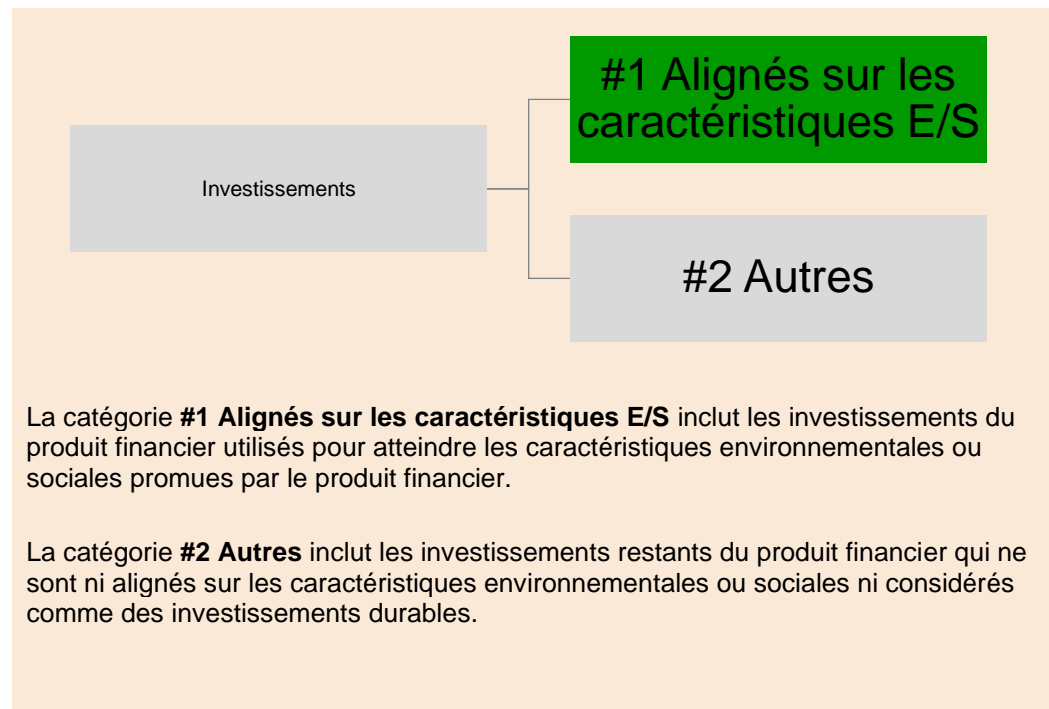 #1 Alignés sur les
caractéristiques E/S
Investissements
#2 Autres
La catégorie #1 Alignés sur les caractéristiques E/S inclut les investissements du
produit financier utilisés pour atteindre les caractéristiques environnementales ou
sociales promues par le produit financier.
La catégorie #2 Autres inclut les investissements restants du produit financier qui ne
sont ni alignés sur les caractéristiques environnementales ou sociales ni considérés
comme des investissements durables.